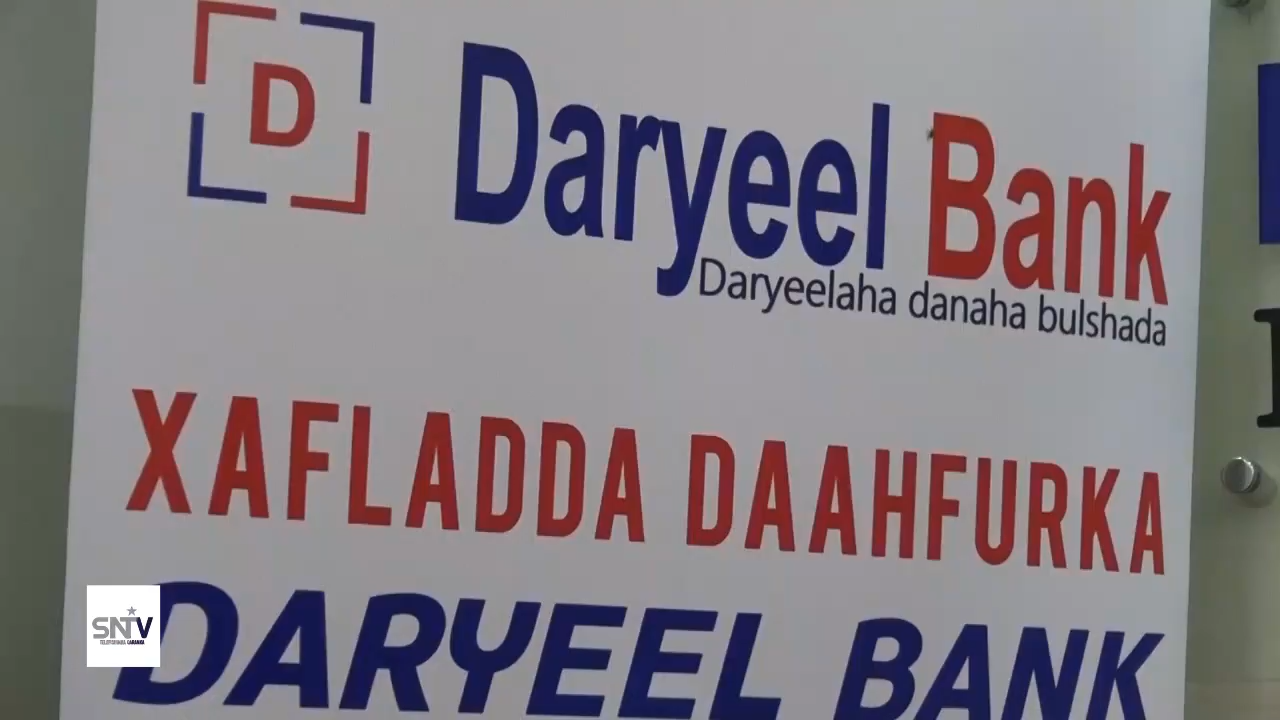 D
Daryeel Bank
Daryeelaha danaha bulshada
XAFLADDA DAAHFURKA
DARYEEL BANK
SNTV